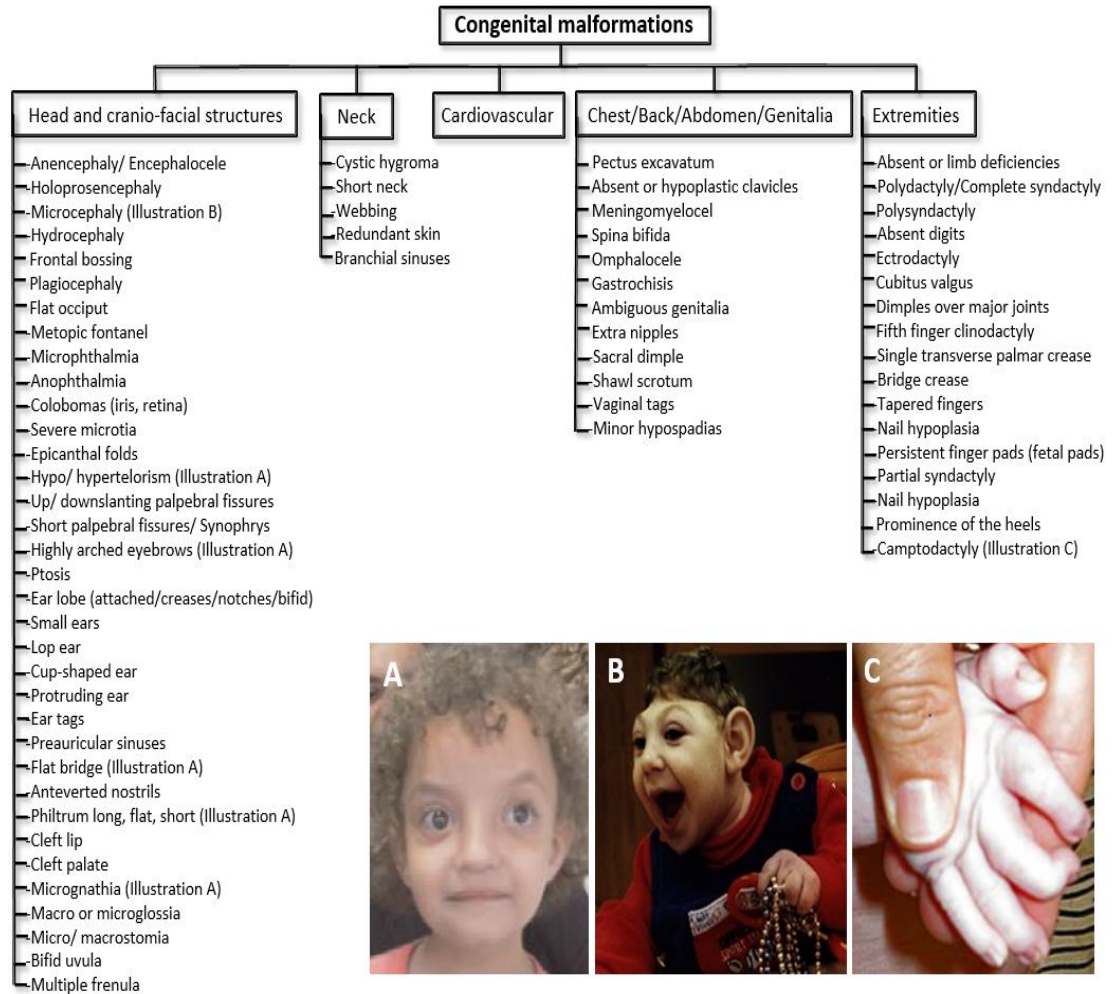 Congenital malformations
Head and cranio-facial structures
-Anencephaly/ Encephalocele
-Holoprosencephaly
-Microcephaly (Illustration B)
-Hydrocephaly
Frontal bossing
Plagiocephaly
Flat occiput
-Metopic fontanel
-Microphthalmia
-Anophthalmia
-Colobomas (iris, retina)
-Severe microtia
-Epicanthal folds
-Hypo/ hypertelorism (Illustration A)
-Up/ downslanting palpebral fissures
-Short palpebral fissures/ Synophrys
-Highly arched eyebrows (Illustration A)
-Ptosis
-Ear lobe (attached/creases/notches/bifid)
-Small ears
-Lop ear
-Cup-shaped ear
-Protruding ear
-Ear tags
-Preauricular sinuses
-Flat bridge (Illustration A)
-Anteverted nostrils
-Philtrum long, flat, short (Illustration A)
-Cleft lip
-Cleft palate
-Micrognathia (Illustration A)
-Macro or microglossia
-Micro/ macrostomia
-Bifid uvula
-Multiple frenula
Neck
-Cystic hygroma
-Short neck
-Webbing
-Redundant skin
Branchial sinuses
Cardiovascular
Chest/Back/Abdomen/Genitalia
Pectus excavatum
Absent or hypoplastic clavicles
Meningomyelocel
Spina bifida
Omphalocele
Gastrochisis
Ambiguous genitalia
Extra nipples
-Sacral dimple
-Shawl scrotum
-Vaginal tags
-Minor hypospadias
Extremities
-Absent or limb deficiencies
-Polydactyly/Complete syndactyly
Polysyndactyly
Absent digits
Ectrodactyly
Cubitus valgus
Dimples over major joints
Fifth finger clinodactyly
-Single transverse palmar crease
Bridge crease
-Tapered fingers
Nail hypoplasia
-Persistent finger pads (fetal pads)
Partial syndactyly
Nail hypoplasia
Prominence of the heels
-Camptodactyly (Illustration C)
A
B
C